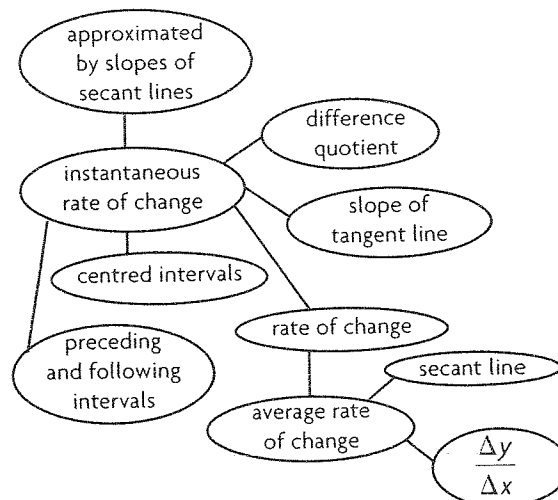 approximated
by slopes of
secant lines
difference
quotient
instantaneous
rate of change
slope of
tangent line
centred intervals
rate of change
preceding
and following
intervals
secant line
average rate
of change
Δy
Δx